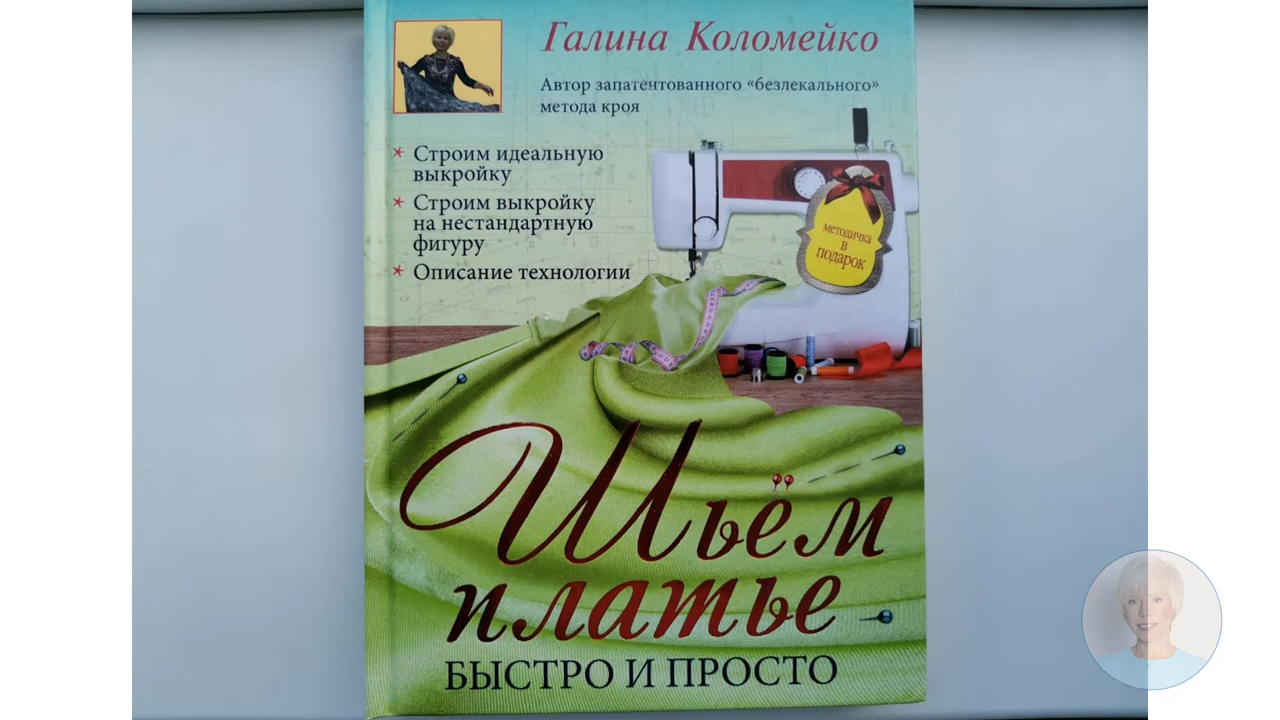 Галина Коломейко
Автор запатентованного «безлекального»
метода кроя
* Строим идеальную
выкройку
* Строим выкройку
на нестандартную
фигуру
* Описание технологии
методичка
в
подарок
Шьём
платье
БЫСТРО И ПРОСТО